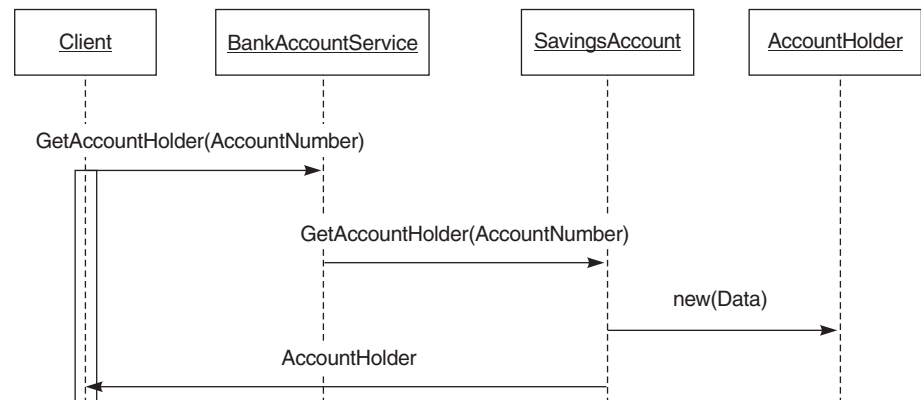 Client
BankAccountService
SavingsAccount
AccountHolder
GetAccountHolder(AccountNumber)
GetAccountHolder(AccountNumber)
new(Data)
AccountHolder